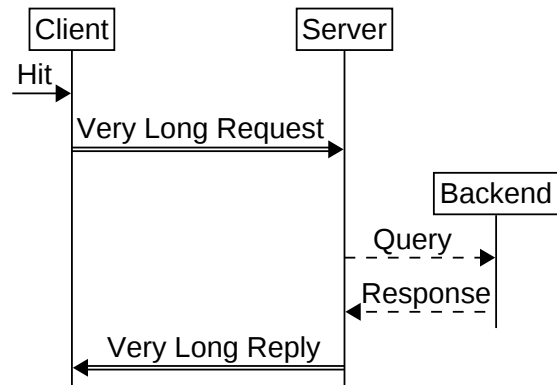 Client
Server
Hit
Very Long Request
Backend
Query
Response
Very Long Reply